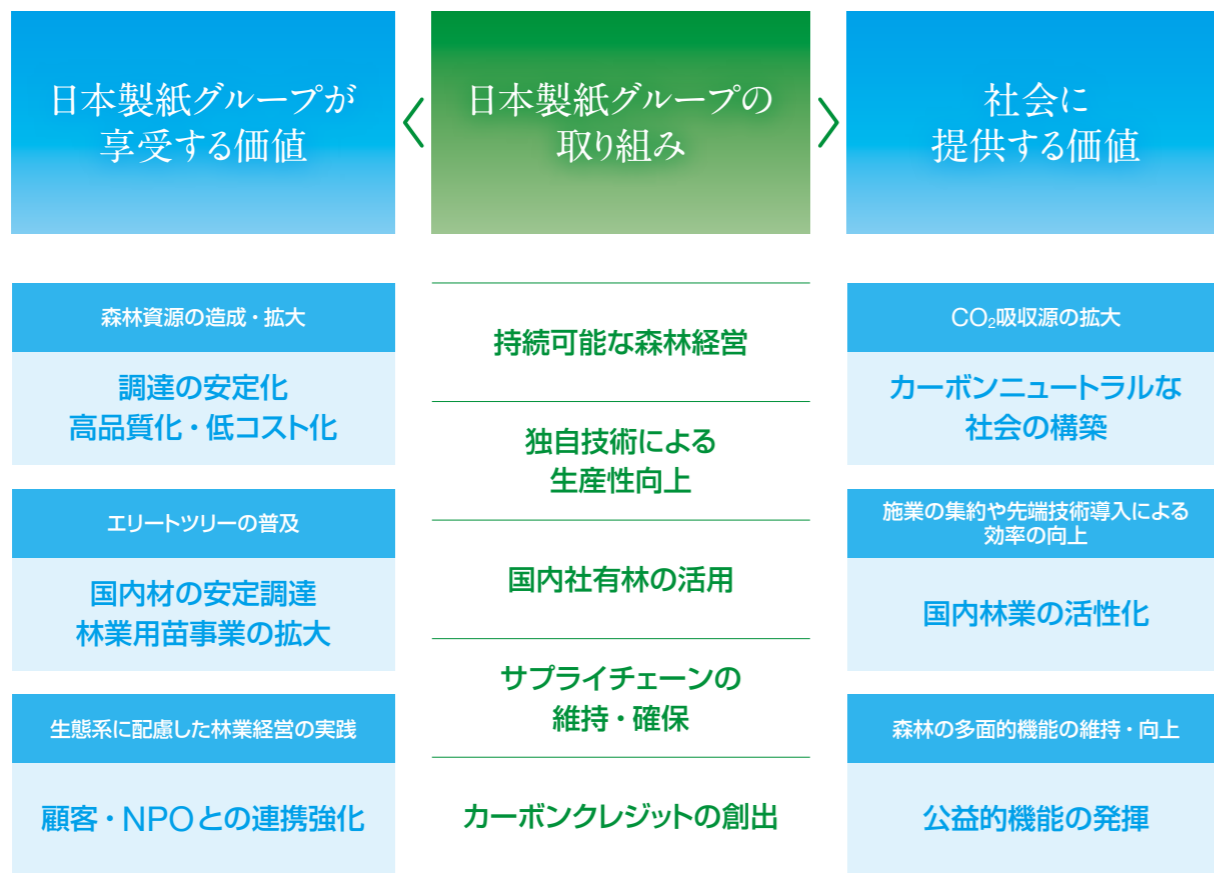 日本製紙グループが
享受する価値
日本製紙グループの
取り組み
社会に
提供する価値
森林資源の造成・拡大
調達の安定化
高品質化・低コスト化
エリートツリーの普及
国内材の安定調達
林業用苗事業の拡大
生態系に配慮した林業経営の実践
顧客・NPOとの連携強化
持続可能な森林経営
独自技術による
生産性向上
国内社有林の活用
サプライチェーンの
維持・確保
カーボンクレジットの創出
CO₂吸収源の拡大
カーボンニュートラルな
社会の構築
施業の集約や先端技術導入による
効率の向上
国内林業の活性化
森林の多面的機能の維持・向上
公益的機能の発揮